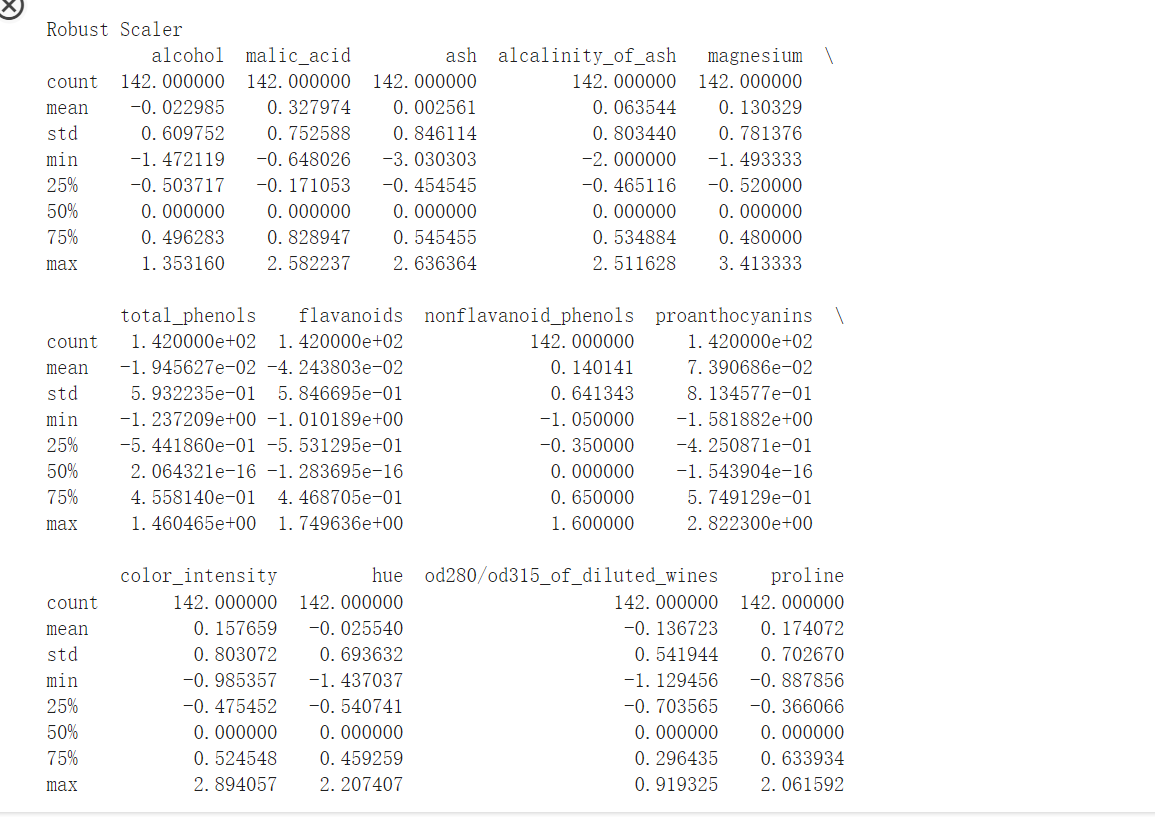 Robust Scaler
alcohol malic_acid ash alcalinity_of_ash magnesium \
count 142.000000 142.000000 142.000000 142.000000 142.000000
mean -0.022985 0.327974 0.002561 0.063544 0.130329
std 0.609752 0.752588 0.846114 0.803440 0.781376
min -1.472119 -0.648026 -3.030303 -2.000000 -1.493333
25% -0.503717 -0.171053 -0.454545 -0.465116 -0.520000
50% 0.000000 0.000000 0.000000 0.000000 0.000000
75% 0.496283 0.828947 0.545455 0.534884 0.480000
max 1.353160 2.582237 2.636364 2.511628 3.413333
total_phenols flavanoids nonflavanoid_phenols proanthocyanins \
count 1.420000e+02 1.420000e+02 142.000000 1.420000e+02
mean -1.945627e-02 -4.243803e-02 0.140141 7.390686e-02
std 5.932235e-01 5.846695e-01 0.641343 8.134577e-01
min -1.237209e+00 -1.010189e+00 -1.050000 -1.581882e+00
25% -5.441860e-01 -5.531295e-01 -0.350000 -4.250871e-01
50% 2.064321e-16 -1.283695e-16 0.000000 -1.543904e-16
75% 4.558140e-01 4.468705e-01 0.650000 5.749129e-01
max 1.460465e+00 1.749636e+00 1.600000 2.822300e+00
color_intensity hue od280/od315_of_diluted_wines proline
count 142.000000 142.000000 142.000000 142.000000
mean 0.157659 -0.025540 -0.136723 0.174072
std 0.803072 0.693632 0.541944 0.702670
min -0.985357 -1.437037 -1.129456 -0.887856
25% -0.475452 -0.540741 -0.703565 -0.366066
50% 0.000000 0.000000 0.000000 0.000000
75% 0.524548 0.459259 0.296435 0.633934
max 2.894057 2.207407 0.919325 2.061592